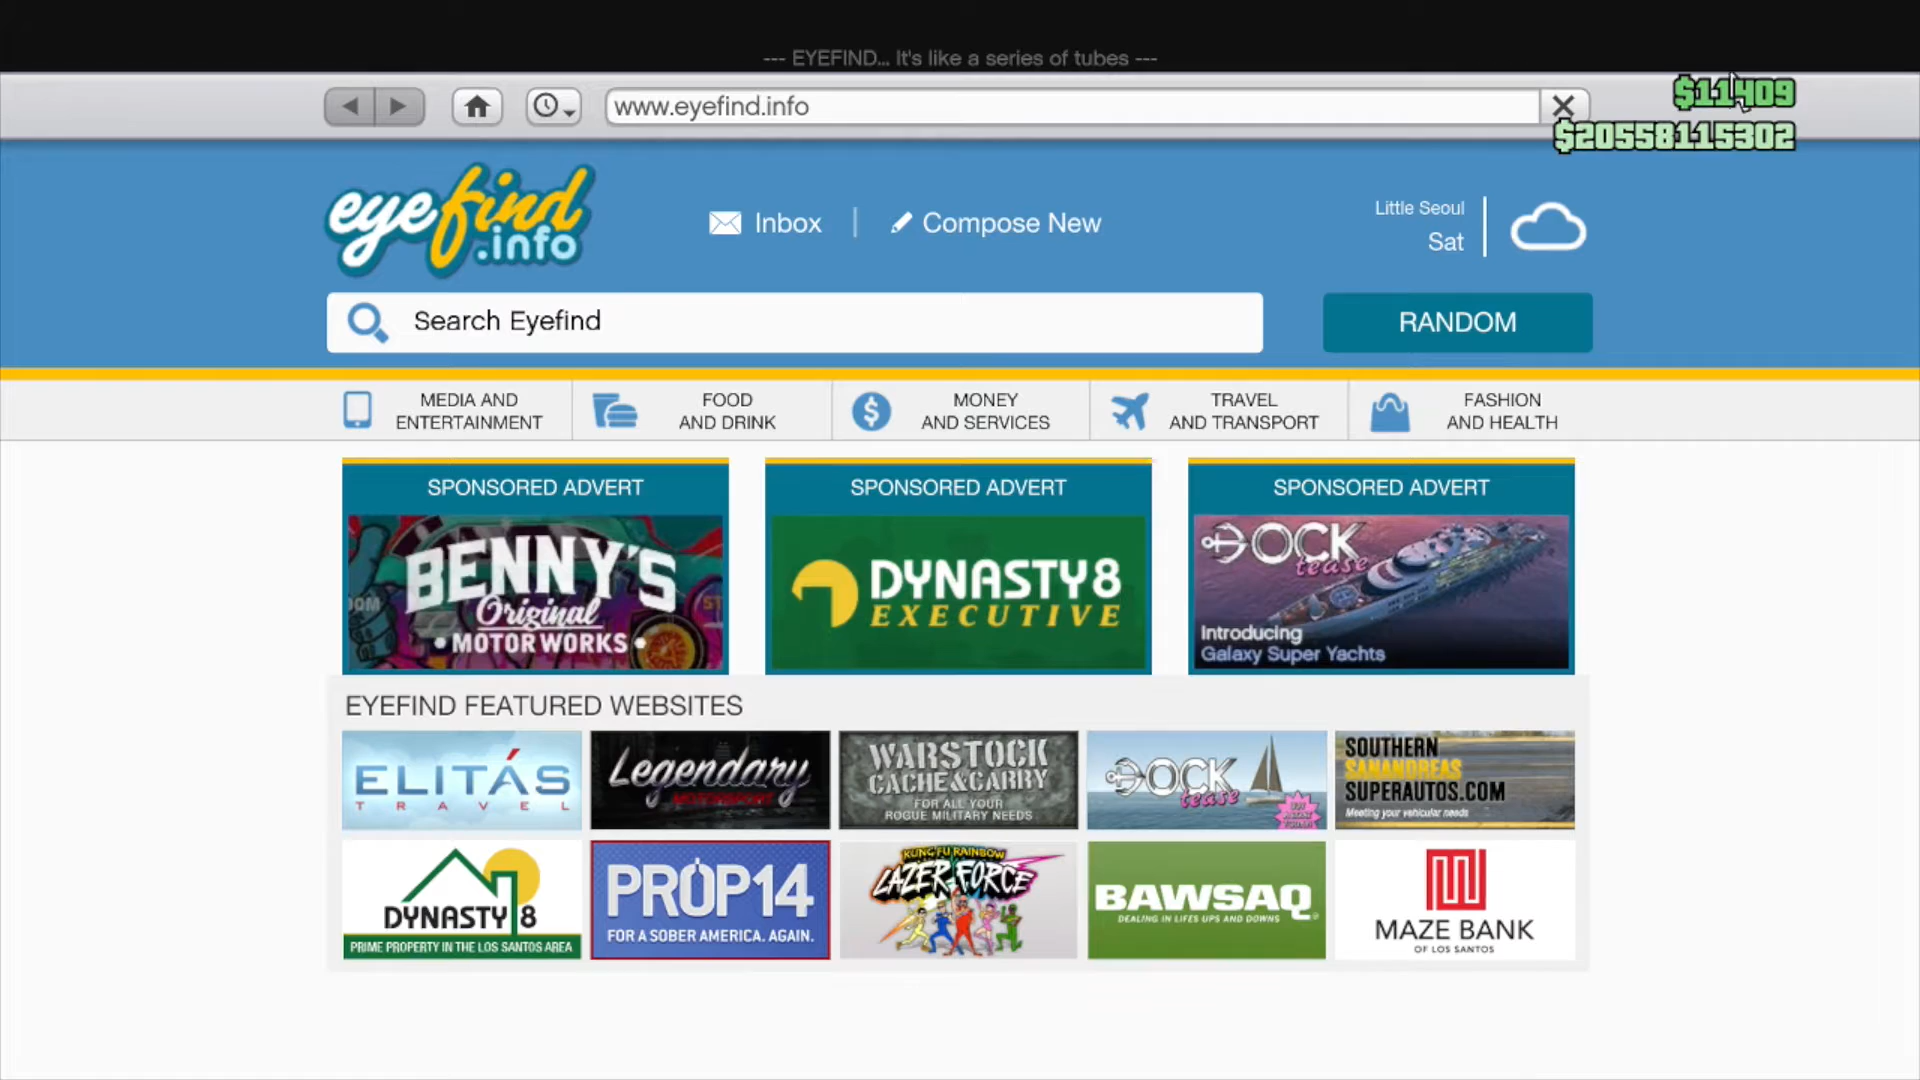 --- EYEFIND... It's like a series of tubes ---
www.eyefind.info
$11409
$20558115302
eyefind
.info
Inbox
Compose New
Little Seoul
Sat
Search Eyefind
RANDOM
MEDIA AND
ENTERTAINMENT
FOOD
AND DRINK
MONEY
AND SERVICES
TRAVEL
AND TRANSPORT
FASHION
AND HEALTH
SPONSORED ADVERT
BENNY'S
Original
• MOTORWORKS •
SPONSORED ADVERT
DYNASTY 8
EXECUTIVE
SPONSORED ADVERT
DOCK
tease
Introducing
Galaxy Super Yachts
EYEFIND FEATURED WEBSITES
ELITÁS
TRAVEL
Legendary
MOTORSPORT
WARSTOCK
CACHE & CARRY
FOR ALL YOUR
ROGUE MILITARY NEEDS
DOCK
tease
SOUTHERN
SANANDREAS
SUPERAUTOS.COM
Meeting your vehicular needs
DYNASTY 8
PRIME PROPERTY IN THE LOS SANTOS AREA
PROP14
FOR A SOBER AMERICA. AGAIN.
KUNG FU RAINBOW
LAZER FORCE
BAWSAQ
DEALING IN LIFES UPS AND DOWNS
MAZE BANK
OF LOS SANTOS